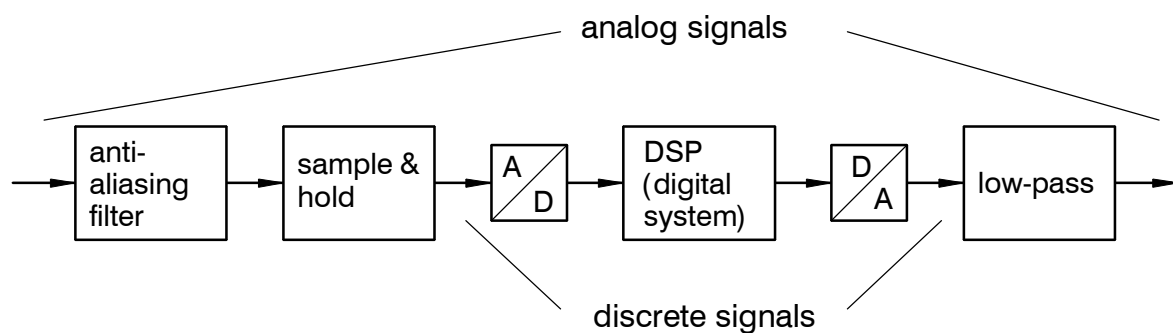 analog signals
anti-
aliasing
filter
sample &
hold
A
D
DSP
(digital
system)
D
A
low-pass
discrete signals